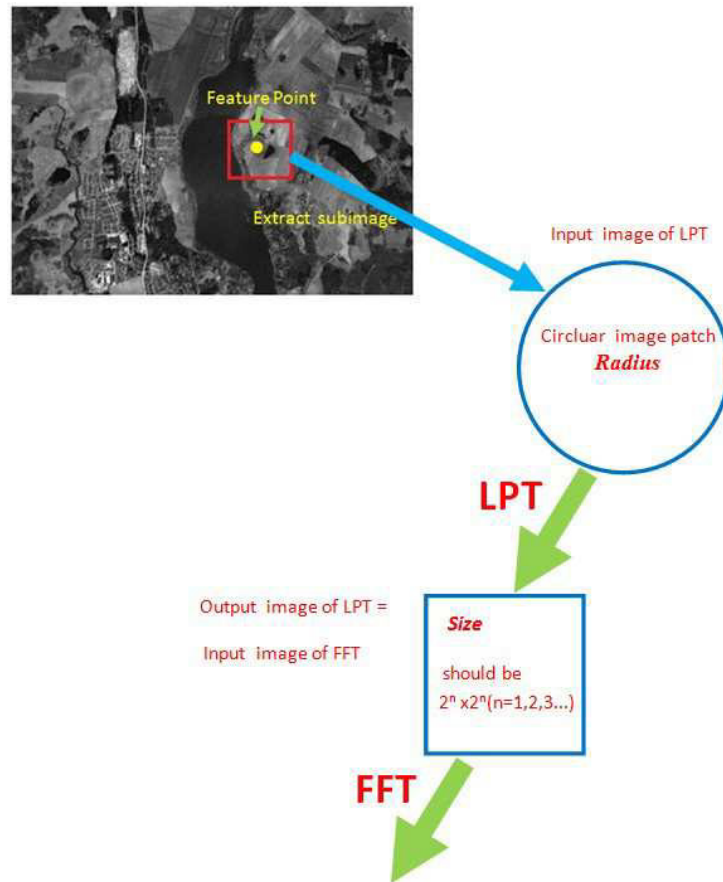 Feature Point
Extract subimage
Input image of LPT
Circluar image patch
Radius
LPT
Output image of LPT =
Input image of FFT
Size
should be
2ⁿ x2ⁿ(n=1,2,3...)
FFT